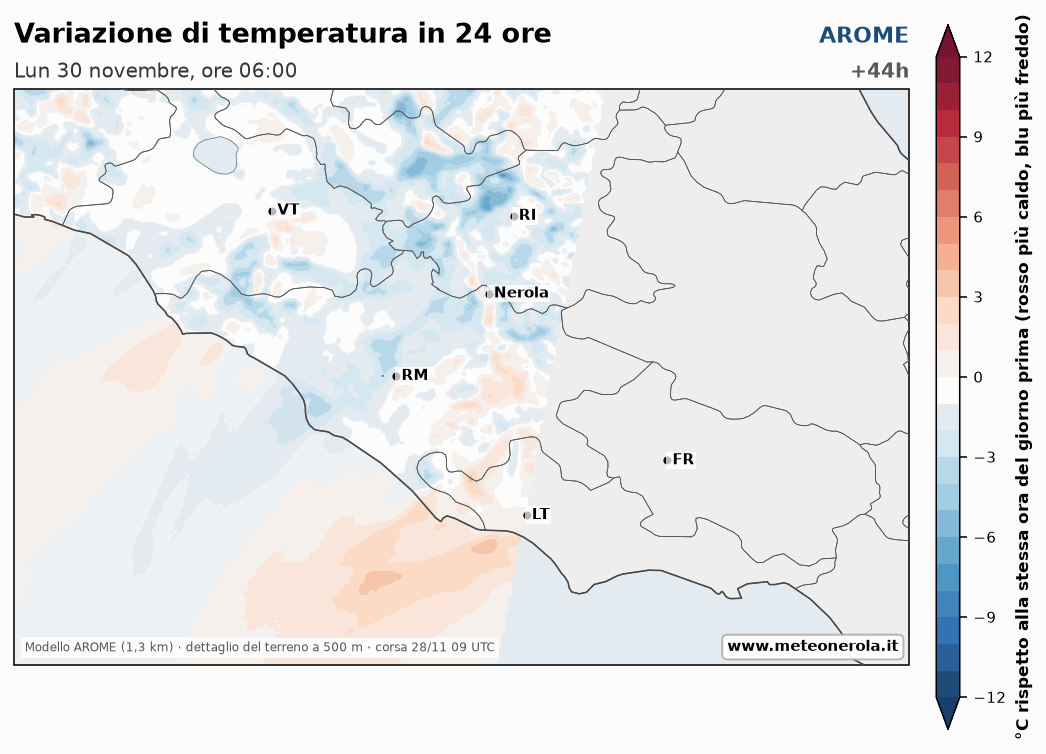 Variazione di temperatura in 24 ore
AROME
Lun 30 novembre, ore 06:00
+44h
VT
RI
Nerola
RM
FR
LT
Modello AROME (1,3 km) · dettaglio del terreno a 500 m · corsa 28/11 09 UTC
www.meteonerola.it
12
9
6
3
0
−3
−6
−9
−12
°C rispetto alla stessa ora del giorno prima (rosso più caldo, blu più freddo)